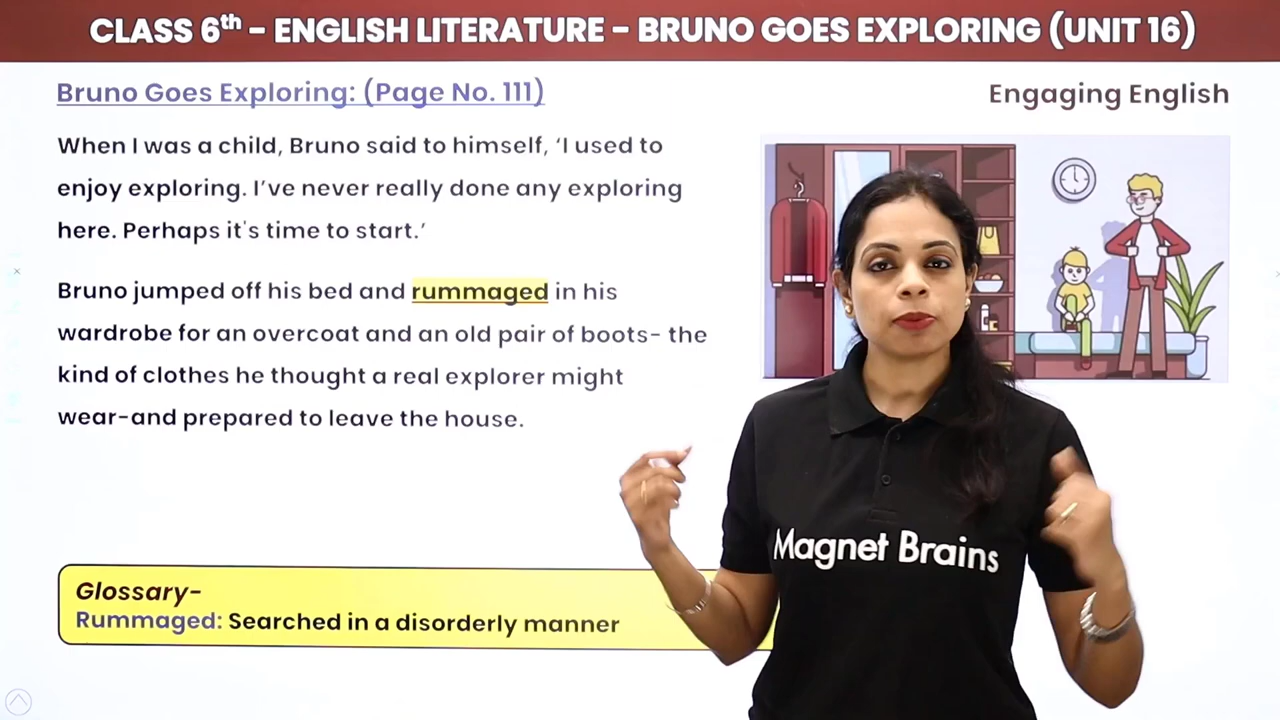 CLASS 6th – ENGLISH LITERATURE – BRUNO GOES EXPLORING (UNIT 16)
Bruno Goes Exploring: (Page No. 111)
Engaging English
When I was a child, Bruno said to himself, ‘I used to
enjoy exploring. I’ve never really done any exploring
here. Perhaps it's time to start.’
Bruno jumped off his bed and rummaged in his
wardrobe for an overcoat and an old pair of boots– the
kind of clothes he thought a real explorer might
wear–and prepared to leave the house.
Glossary–
Rummaged: Searched in a disorderly manner
Magnet Brains